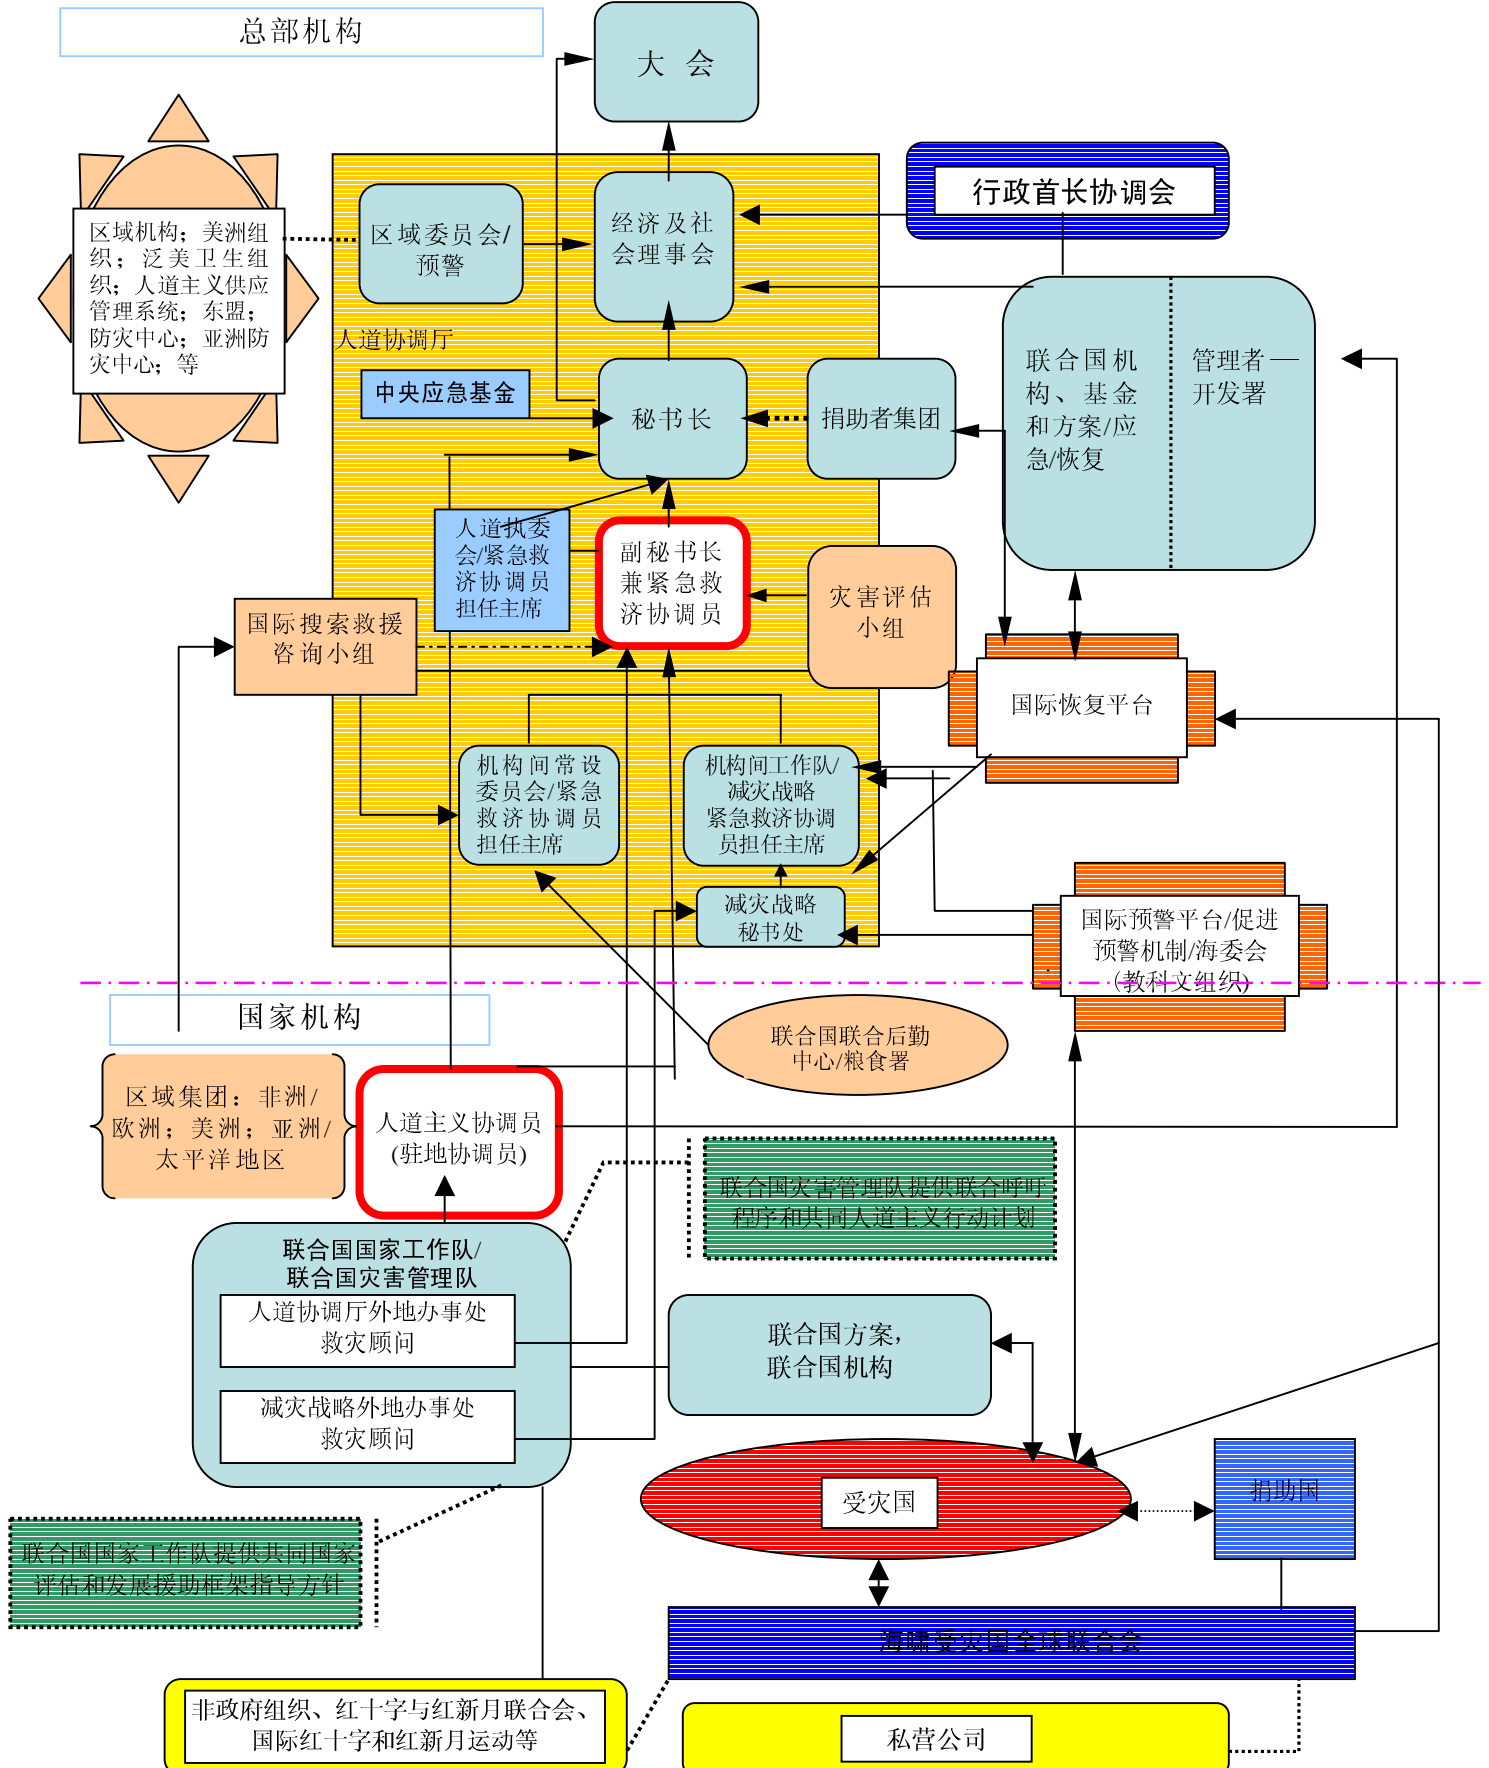 总部机构
大 会
行政首长协调会
区域机构；美洲组
织；泛美卫生组
织；人道主义供应
管理系统；东盟；
防灾中心；亚洲防
灾中心；等
区域委员会/
预警
经济及社
会理事会
人道协调厅
中央应急基金
秘书长
捐助者集团
联合国机
构、基金
和方案/应
急/恢复
管理者—
开发署
人道执委
会/紧急救
济协调员
担任主席
副秘书长
兼紧急救
济协调员
灾害评估
小组
国际搜索救援
咨询小组
国际恢复平台
机构间常设
委员会/紧急
救济协调员
担任主席
机构间工作队/
减灾战略
紧急救济协调
员担任主席
减灾战略
秘书处
国际预警平台/促进
预警机制/海委会
（教科文组织)
国家机构
联合国联合后勤
中心/粮食署
区域集团：非洲/
欧洲；美洲；亚洲/
太平洋地区
人道主义协调员
(驻地协调员)
联合国灾害管理队提供联合呼吁
程序和共同人道主义行动计划
联合国国家工作队/
联合国灾害管理队
人道协调厅外地办事处
救灾顾问
减灾战略外地办事处
救灾顾问
联合国方案，
联合国机构
受灾国
捐助国
联合国国家工作队提供共同国家
评估和发展援助框架指导方针
海啸受灾国全球联合会
非政府组织、红十字与红新月联合会、
国际红十字和红新月运动等
私营公司